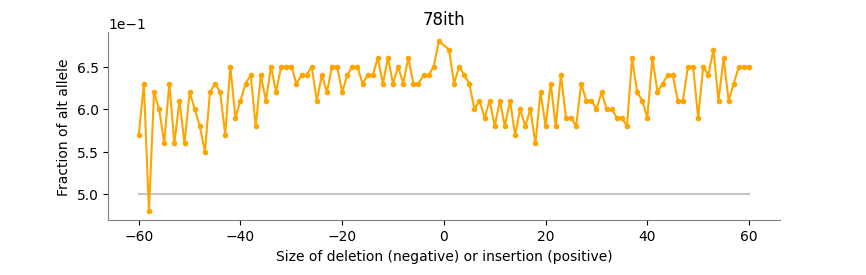 78ith
1e−1
Fraction of alt allele
6.5
6.0
5.5
5.0
−60 −40 −20 0 20 40 60
Size of deletion (negative) or insertion (positive)